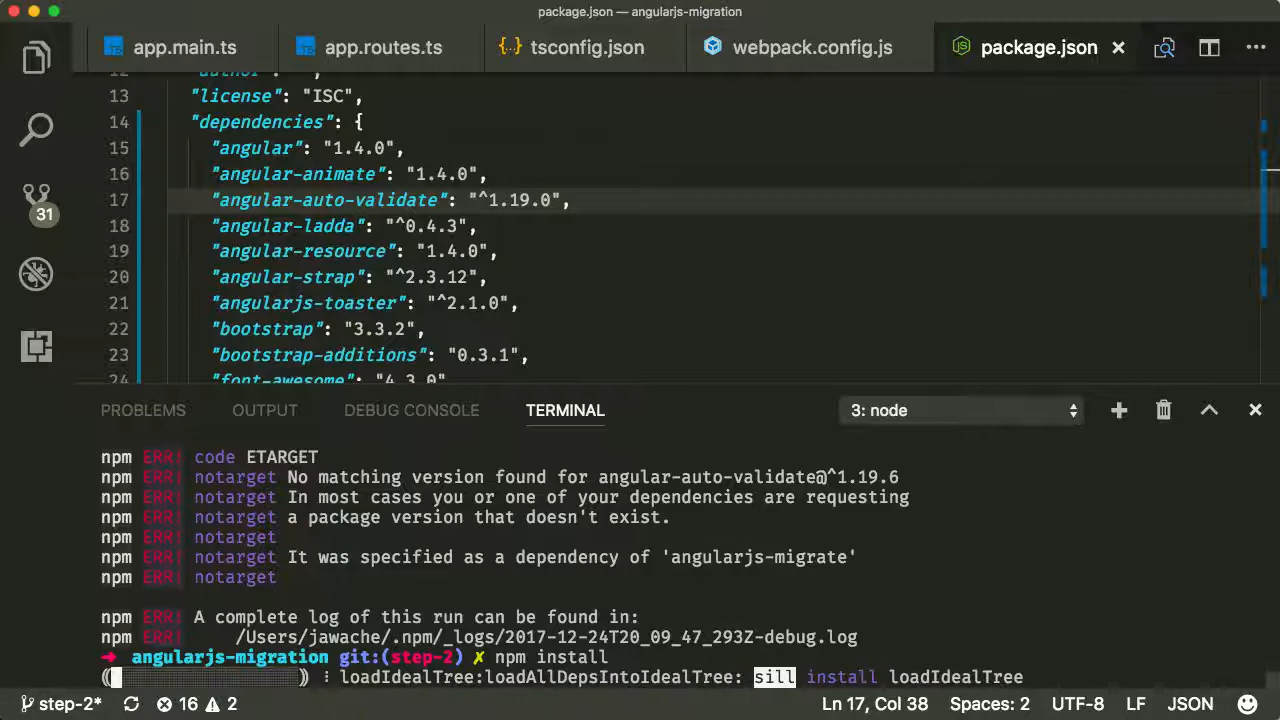 package.json — angularjs-migration
app.main.ts
app.routes.ts
{..} tsconfig.json
webpack.config.js
package.json
13 "license": "ISC",
14 "dependencies": {
15 "angular": "1.4.0",
16 "angular-animate": "1.4.0",
17 "angular-auto-validate": "^1.19.0",
18 "angular-ladda": "^0.4.3",
19 "angular-resource": "1.4.0",
20 "angular-strap": "^2.3.12",
21 "angularjs-toaster": "^2.1.0",
22 "bootstrap": "3.3.2",
23 "bootstrap-additions": "0.3.1",
24 "font-awesome": "4.3.0"
31
PROBLEMS OUTPUT DEBUG CONSOLE TERMINAL 3: node
npm ERR! code ETARGET
npm ERR! notarget No matching version found for angular-auto-validate@^1.19.6
npm ERR! notarget In most cases you or one of your dependencies are requesting
npm ERR! notarget a package version that doesn't exist.
npm ERR! notarget
npm ERR! notarget It was specified as a dependency of 'angularjs-migrate'
npm ERR! notarget
npm ERR! A complete log of this run can be found in:
npm ERR! /Users/jawache/.npm/_logs/2017-12-24T20_09_47_293Z-debug.log
➜ angularjs-migration git:(step-2) ✗ npm install
(█░░░░░░░░░░░░░░░░░) ⸽ loadIdealTree:loadAllDepsIntoIdealTree: sill install loadIdealTree
step-2* 16 2 Ln 17, Col 38 Spaces: 2 UTF-8 LF JSON